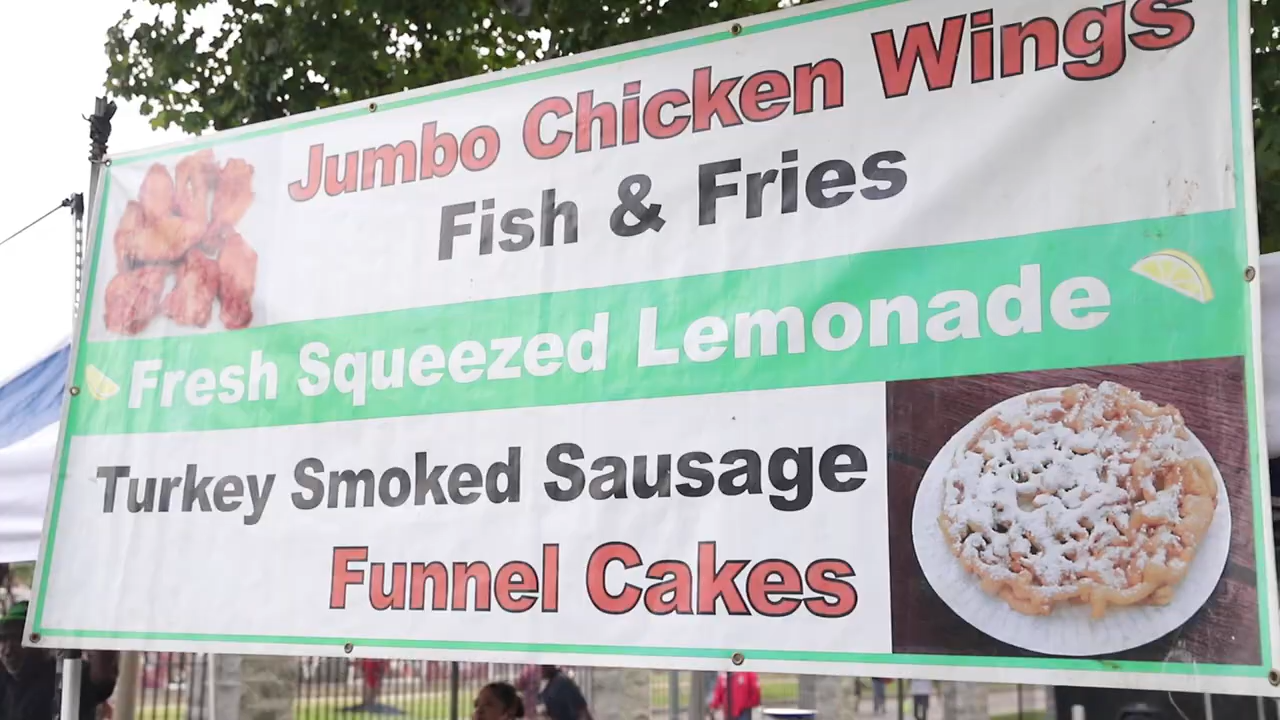 Jumbo Chicken Wings
Fish & Fries
Fresh Squeezed Lemonade
Turkey Smoked Sausage
Funnel Cakes